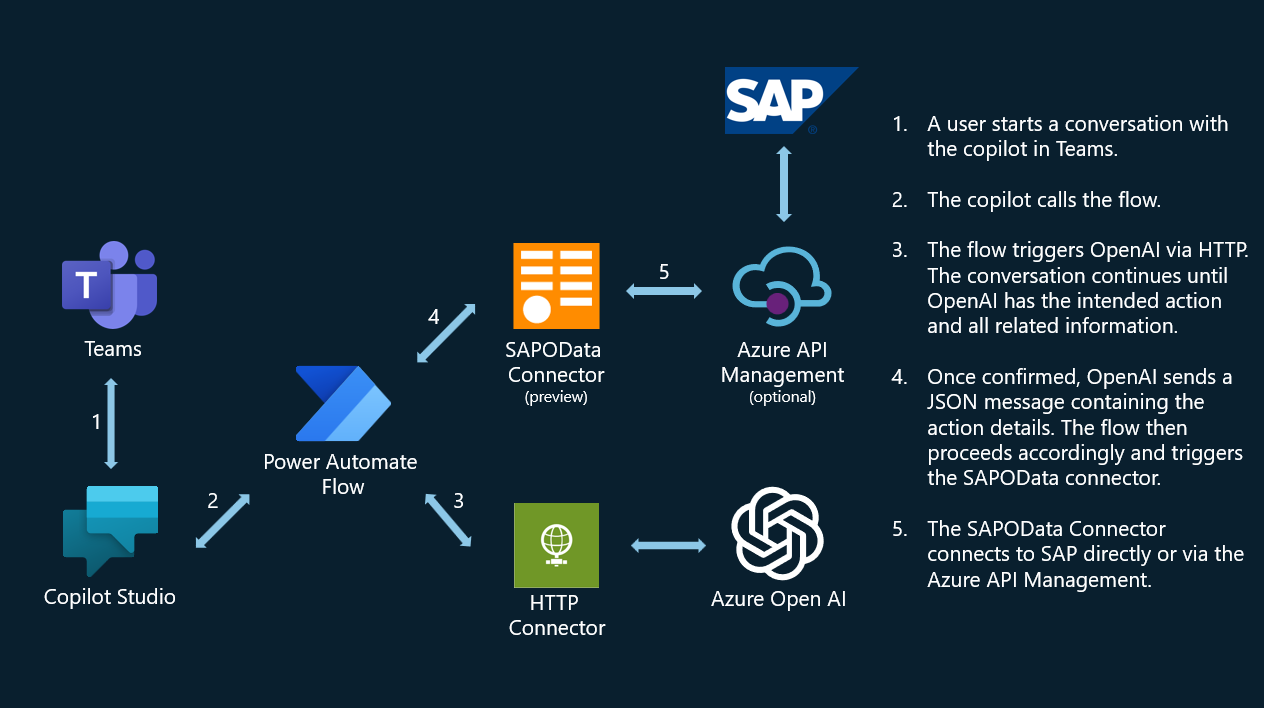 SAP
®
1. A user starts a conversation with
the copilot in Teams.
2. The copilot calls the flow.
3. The flow triggers OpenAI via HTTP.
The conversation continues until
OpenAI has the intended action
and all related information.
4. Once confirmed, OpenAI sends a
JSON message containing the
action details. The flow then
proceeds accordingly and triggers
the SAPOData connector.
5. The SAPOData Connector
connects to SAP directly or via the
Azure API Management.
T
Teams
1
Copilot Studio
2
Power Automate
Flow
4
3
SAPOData
Connector
(preview)
5
Azure API
Management
(optional)
HTTP
Connector
Azure Open AI